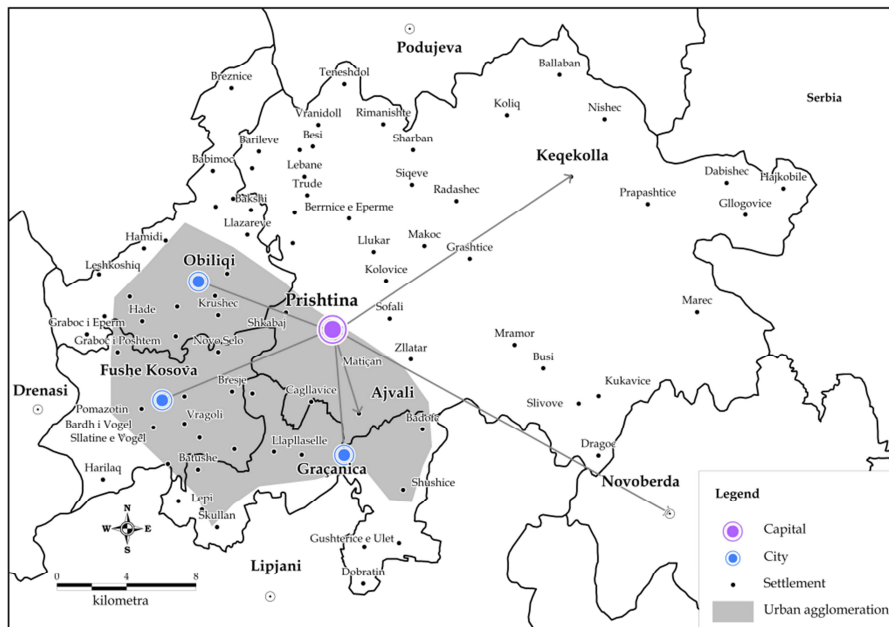 Podujeva
Ballaban
Teneshdol
Breznice
Serbia
Koliq
Nishec
Vranidoll
Rimanishte
Barileve
Besi
Sharban
Keqekolla
Babimoc
Lebane
Siqeve
Dabishec
Hajkobile
Trude
Radashec
Prapashtice
Bakshi
Berrnice e Eperme
Gllogovice
Llazareve
Hamidi
Llukar
Makoc
Grashtice
Obiliqi
Leshkoshiq
Kolovice
Prishtina
Hade
Krushec
Marec
Graboc i Eperm
Shkabaj
Sofali
Graboc i Poshtem
Novo Selo
Mramor
Zllatar
Matiçan
Busi
Fushe Kosova
Drenasi
Bresje
Cagllavice
Ajvali
Kukavice
Pomazotin
Slivove
Bardh i Vogel
Vragoli
Badofc
Sllatine e Vogel
Llapllaselle
Dragoc
Batushe
Graçanica
Harilaq
Novoberda
Shushice
Lepi
Skullan
N
W E
S
Gushterice e Ulet
Lipjani
Dobratin
0 4 8
kilometra
Legend
Capital
City
Settlement
Urban agglomeration